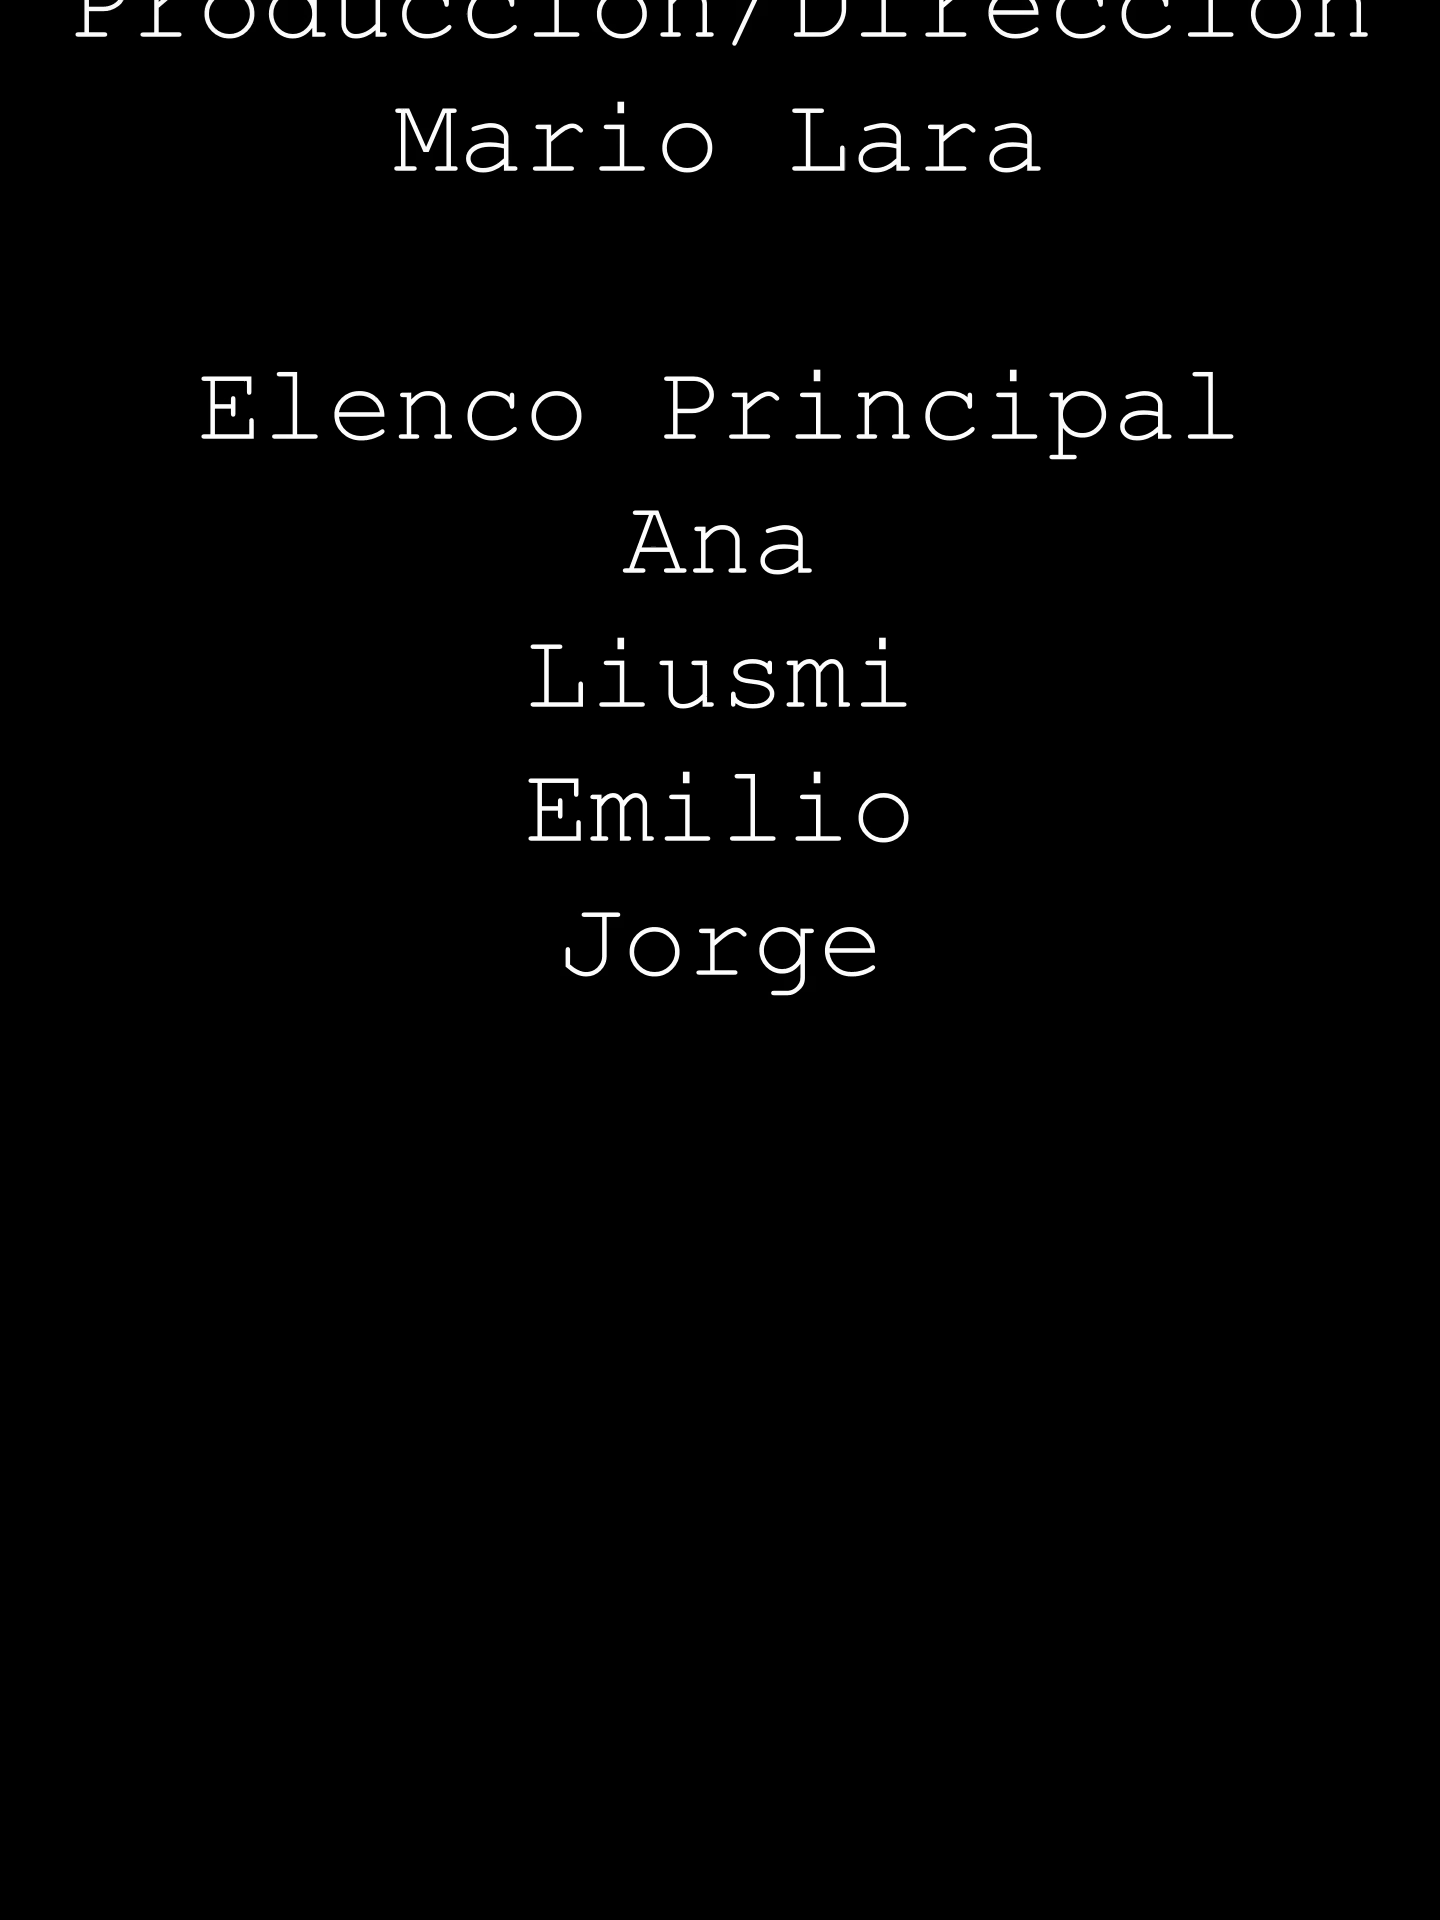 Producción/Dirección
Mario Lara
Elenco Principal
Ana
Liusmi
Emilio
Jorge